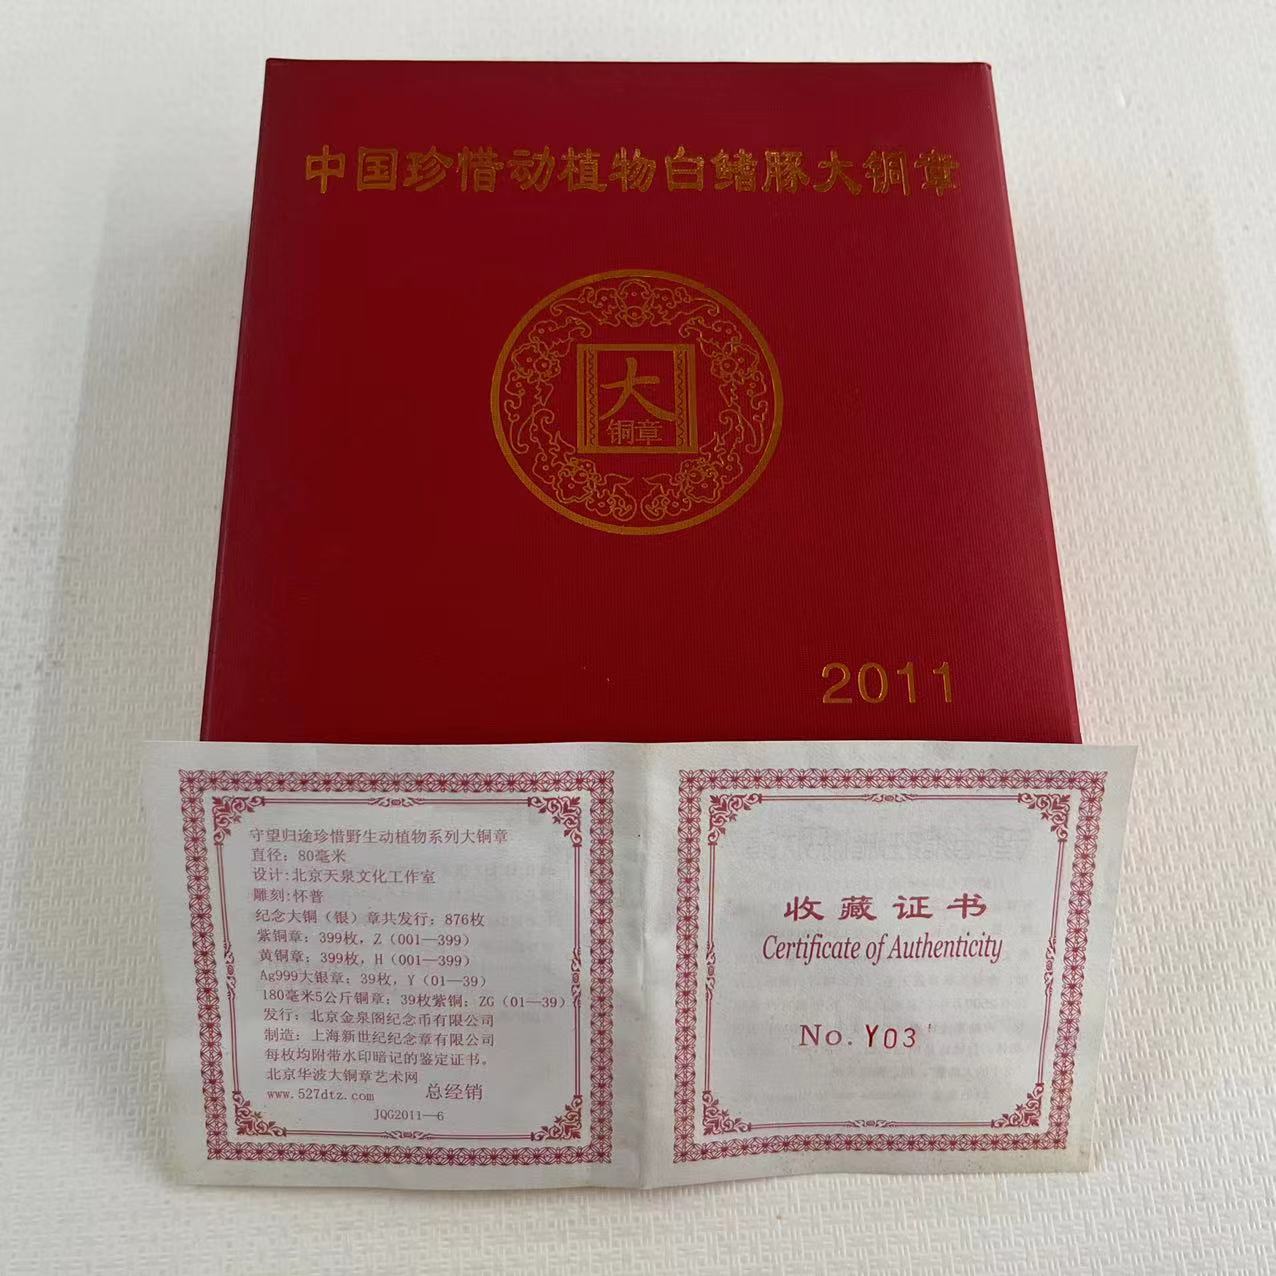 中国珍惜动植物白鳍豚大铜章
大
铜章
2011
守望归途珍惜野生动植物系列大铜章
直径：80毫米
设计:北京天泉文化工作室
雕刻:怀普
纪念大铜（银）章共发行：876枚
紫铜章：399枚，Z（001—399）
黄铜章：399枚，H（001—399）
Ag999大银章；39枚，Y（01—39）
180毫米5公斤铜章；39枚紫铜：ZG（01—39）
发行：北京金泉阁纪念币有限公司
制造：上海新世纪纪念章有限公司
每枚均附带水印暗记的鉴定证书。
北京华波大铜章艺术网
www.527dtz.com 总经销
JQG2011—6
收藏证书
Certificate of Authenticity
No. Y03